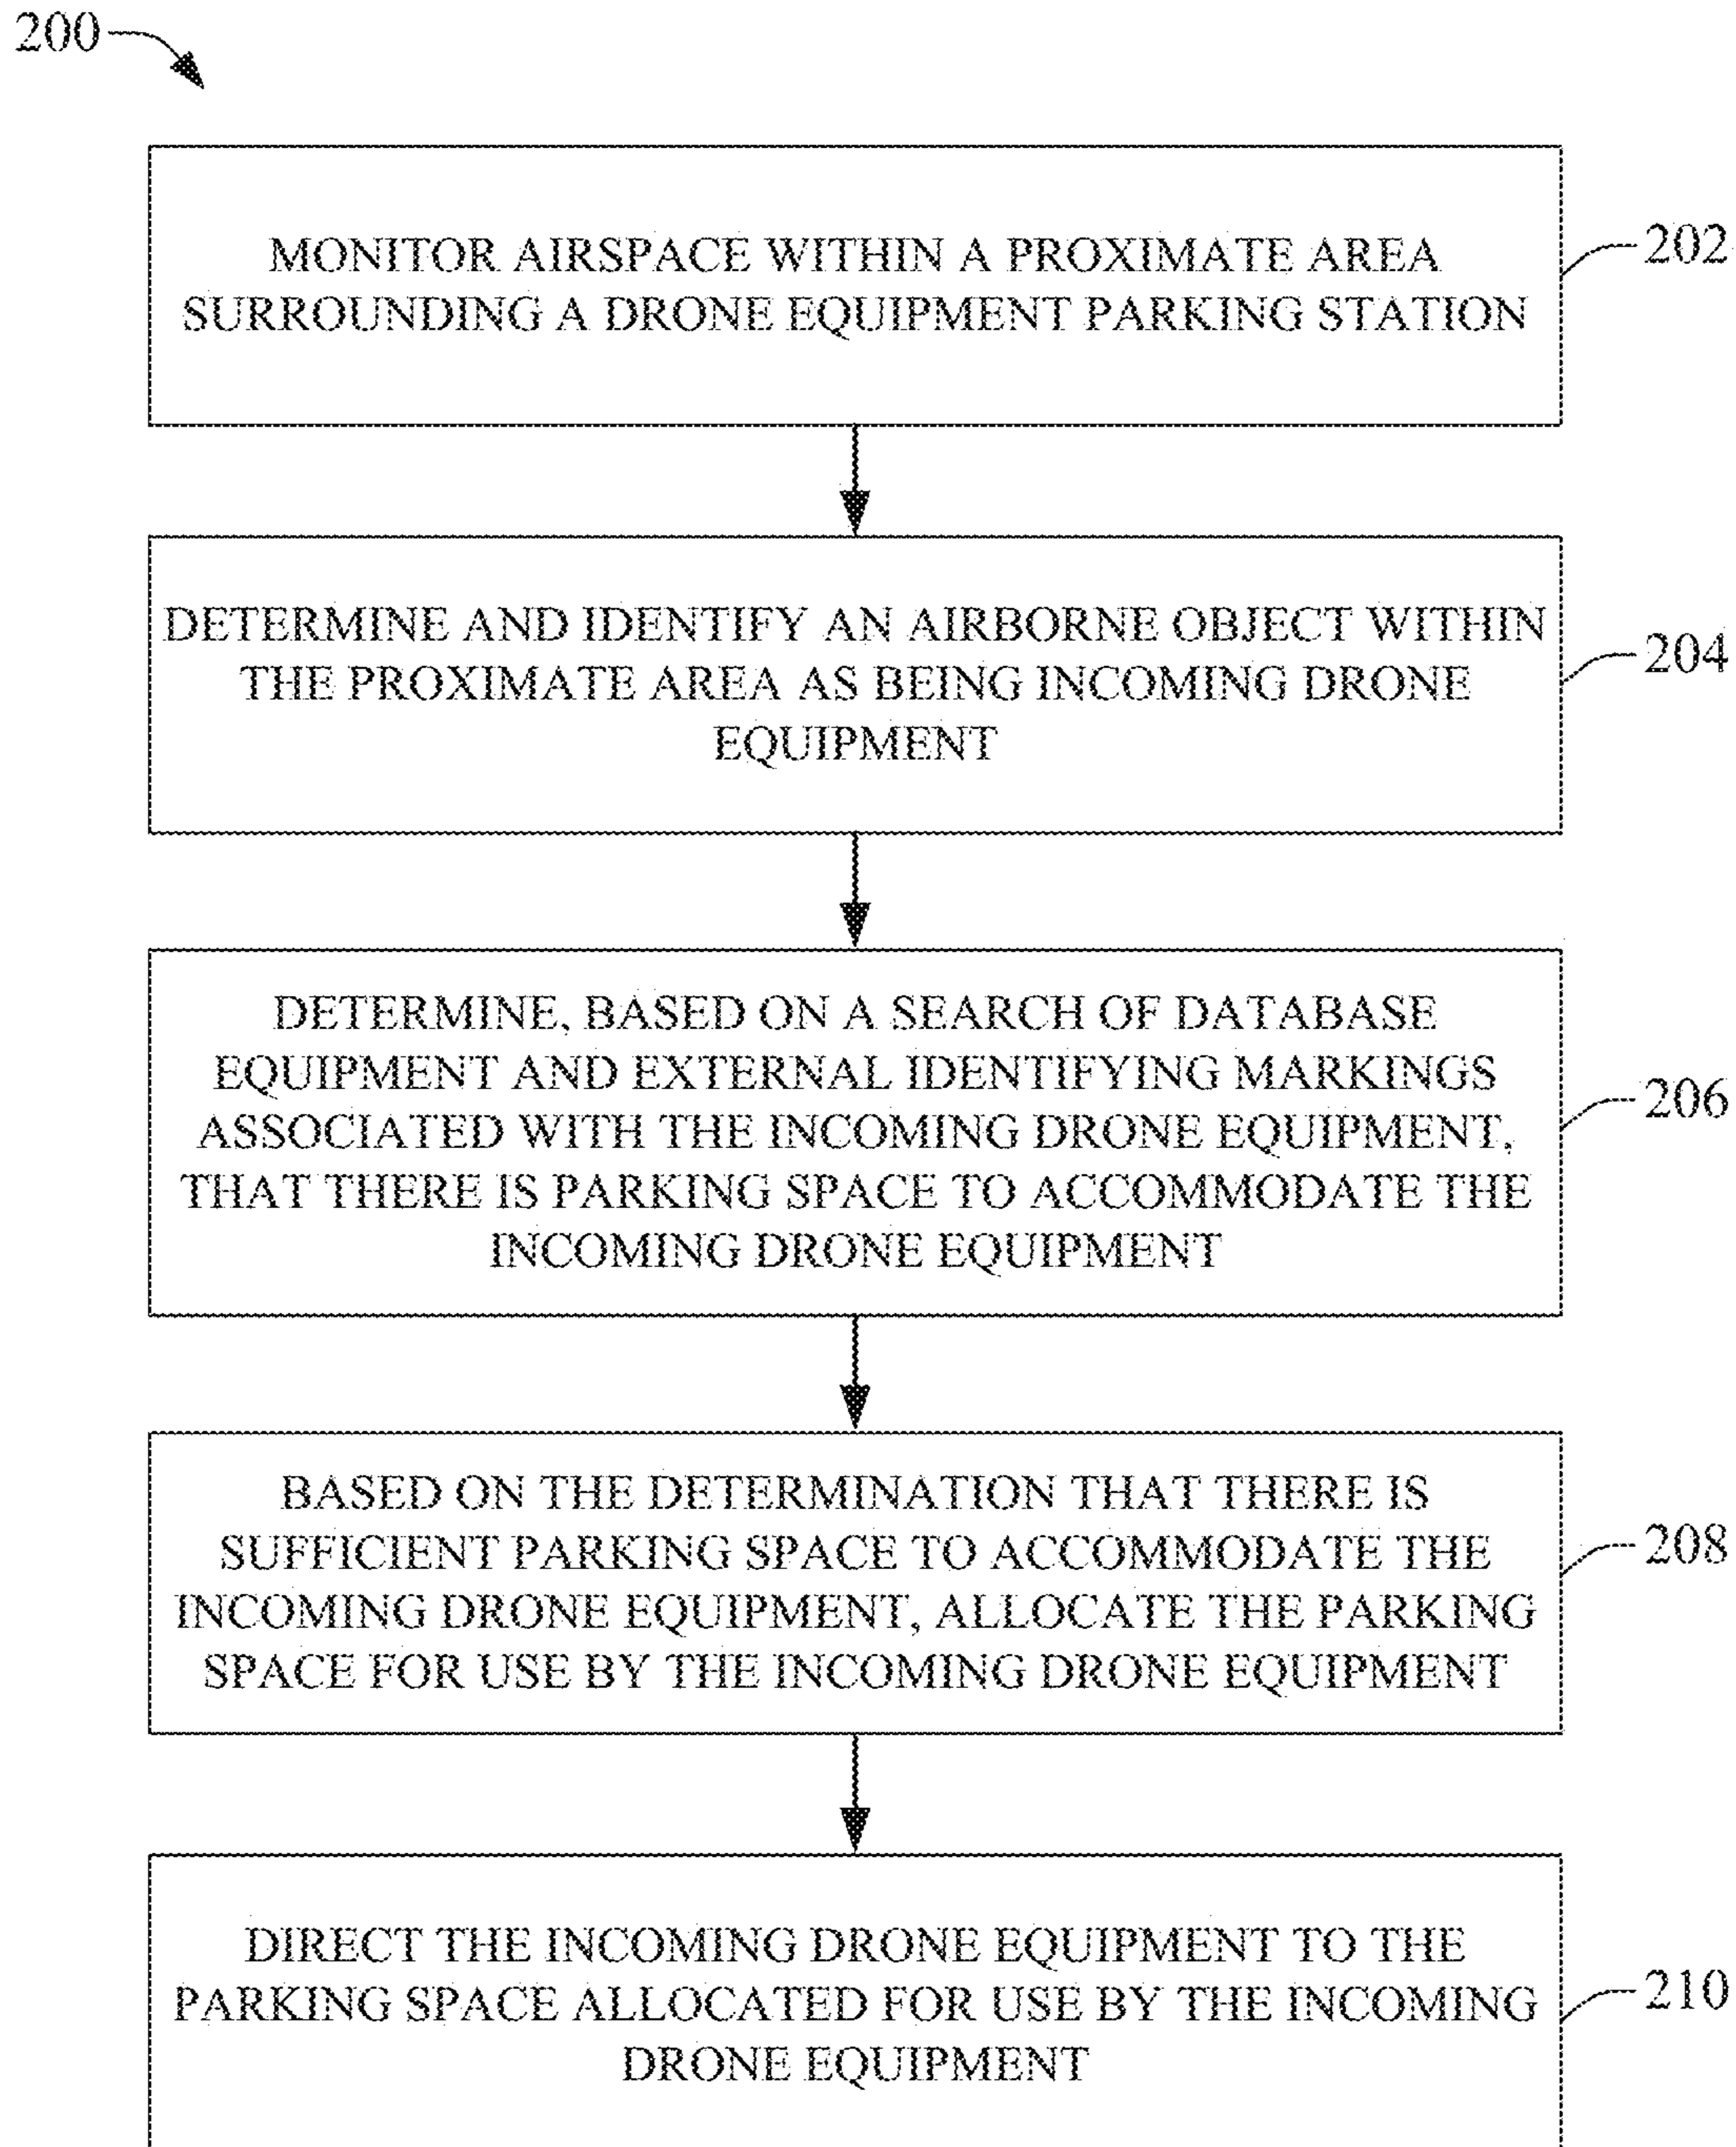 200
MONITOR AIRSPACE WITHIN A PROXIMATE AREA
SURROUNDING A DRONE EQUIPMENT PARKING STATION
202
DETERMINE AND IDENTIFY AN AIRBORNE OBJECT WITHIN
THE PROXIMATE AREA AS BEING INCOMING DRONE
EQUIPMENT
204
DETERMINE, BASED ON A SEARCH OF DATABASE
EQUIPMENT AND EXTERNAL IDENTIFYING MARKINGS
ASSOCIATED WITH THE INCOMING DRONE EQUIPMENT,
THAT THERE IS PARKING SPACE TO ACCOMMODATE THE
INCOMING DRONE EQUIPMENT
206
BASED ON THE DETERMINATION THAT THERE IS
SUFFICIENT PARKING SPACE TO ACCOMMODATE THE
INCOMING DRONE EQUIPMENT, ALLOCATE THE PARKING
SPACE FOR USE BY THE INCOMING DRONE EQUIPMENT
208
DIRECT THE INCOMING DRONE EQUIPMENT TO THE
PARKING SPACE ALLOCATED FOR USE BY THE INCOMING
DRONE EQUIPMENT
210